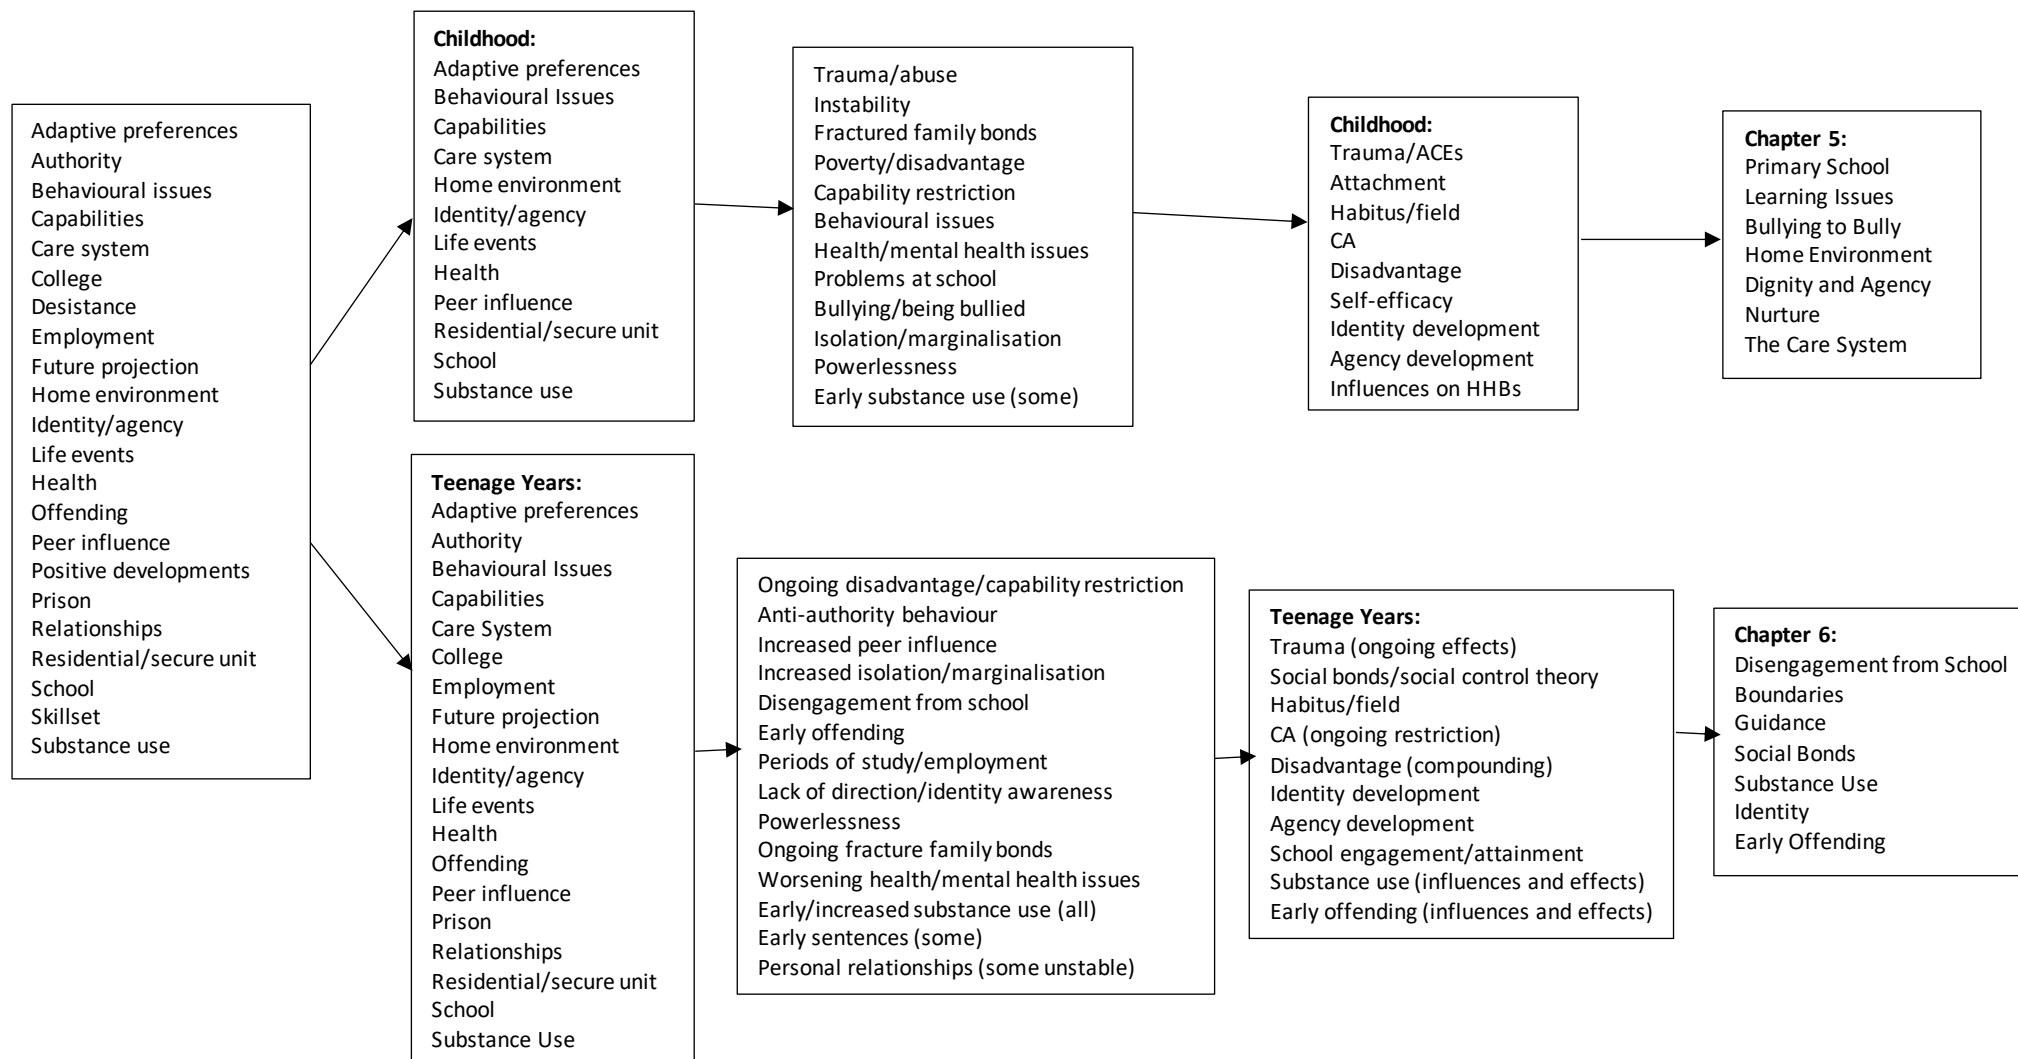 Adaptive preferences
Authority
Behavioural issues
Capabilities
Care system
College
Desistance
Employment
Future projection
Home environment
Identity/agency
Life events
Health
Offending
Peer influence
Positive developments
Prison
Relationships
Residential/secure unit
School
Skillset
Substance use
Childhood:
Adaptive preferences
Behavioural Issues
Capabilities
Care system
Home environment
Identity/agency
Life events
Health
Peer influence
Residential/secure unit
School
Substance use
Trauma/abuse
Instability
Fractured family bonds
Poverty/disadvantage
Capability restriction
Behavioural issues
Health/mental health issues
Problems at school
Bullying/being bullied
Isolation/marginalisation
Powerlessness
Early substance use (some)
Childhood:
Trauma/ACEs
Attachment
Habitus/field
CA
Disadvantage
Self-efficacy
Identity development
Agency development
Influences on HHBs
Chapter 5:
Primary School
Learning Issues
Bullying to Bully
Home Environment
Dignity and Agency
Nurture
The Care System
Teenage Years:
Adaptive preferences
Authority
Behavioural Issues
Capabilities
Care System
College
Employment
Future projection
Home environment
Identity/agency
Life events
Health
Offending
Peer influence
Prison
Relationships
Residential/secure unit
School
Substance Use
Ongoing disadvantage/capability restriction
Anti-authority behaviour
Increased peer influence
Increased isolation/marginalisation
Disengagement from school
Early offending
Periods of study/employment
Lack of direction/identity awareness
Powerlessness
Ongoing fracture family bonds
Worsening health/mental health issues
Early/increased substance use (all)
Early sentences (some)
Personal relationships (some unstable)
Teenage Years:
Trauma (ongoing effects)
Social bonds/social control theory
Habitus/field
CA (ongoing restriction)
Disadvantage (compounding)
Identity development
Agency development
School engagement/attainment
Substance use (influences and effects)
Early offending (influences and effects)
Chapter 6:
Disengagement from School
Boundaries
Guidance
Social Bonds
Substance Use
Identity
Early Offending